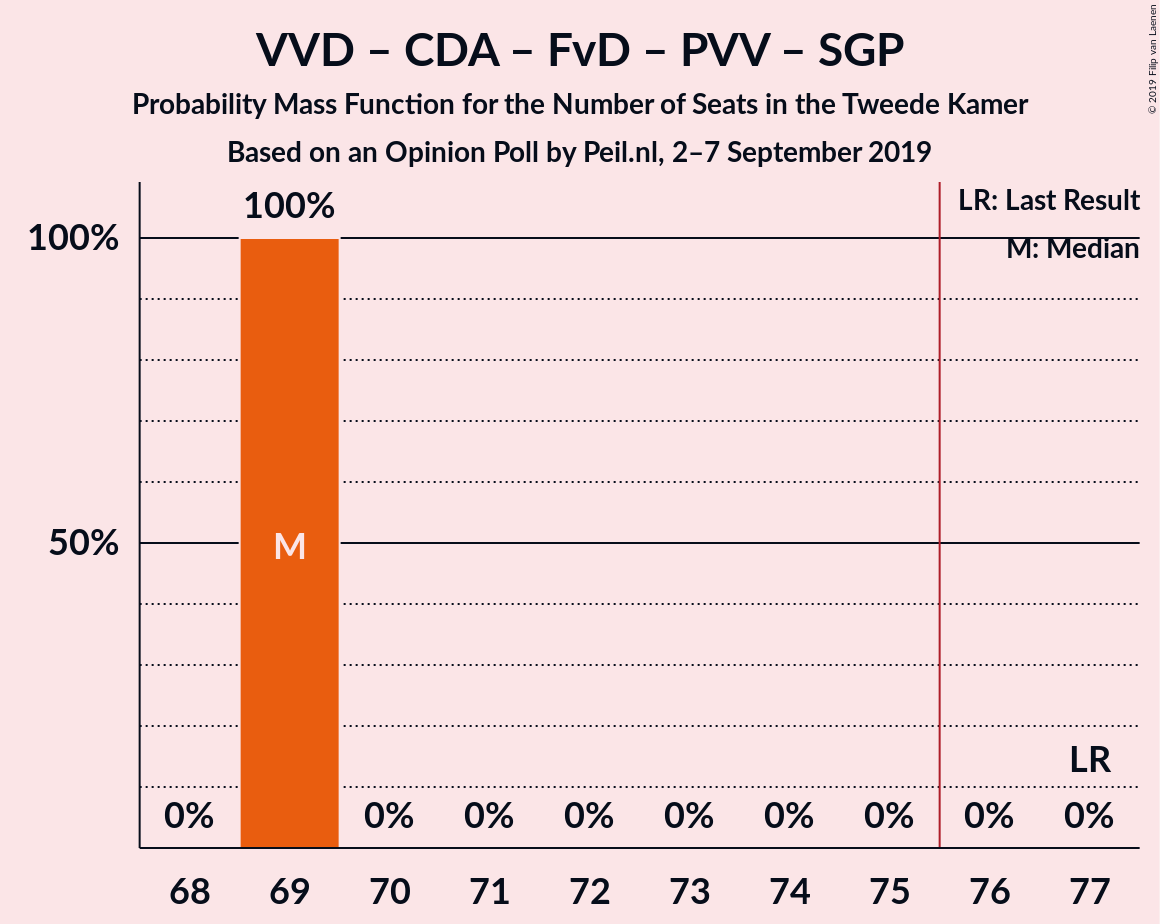 VVD – CDA – FvD – PVV – SGP
Probability Mass Function for the Number of Seats in the Tweede Kamer
Based on an Opinion Poll by Peil.nl, 2–7 September 2019
© 2019 Filip van Laenen
LR: Last Result
M: Median
100%
100%
50%
M
LR
0%
0%
0%
0%
0%
0%
0%
0%
0%
68
69
70
71
72
73
74
75
76
77